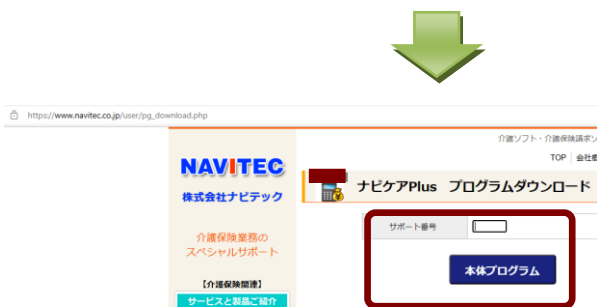 https://www.navitec.co.jp/user/pg_download.php
介護ソフト・介護保険請求ソ
TOP 会社概
NAVITEC
株式会社ナビテック
ナビケアPlus プログラムダウンロード
サポート番号
介護保険業務の
スペシャルサポート
本体プログラム
【介護保険関連】
サービスと製品ご紹介